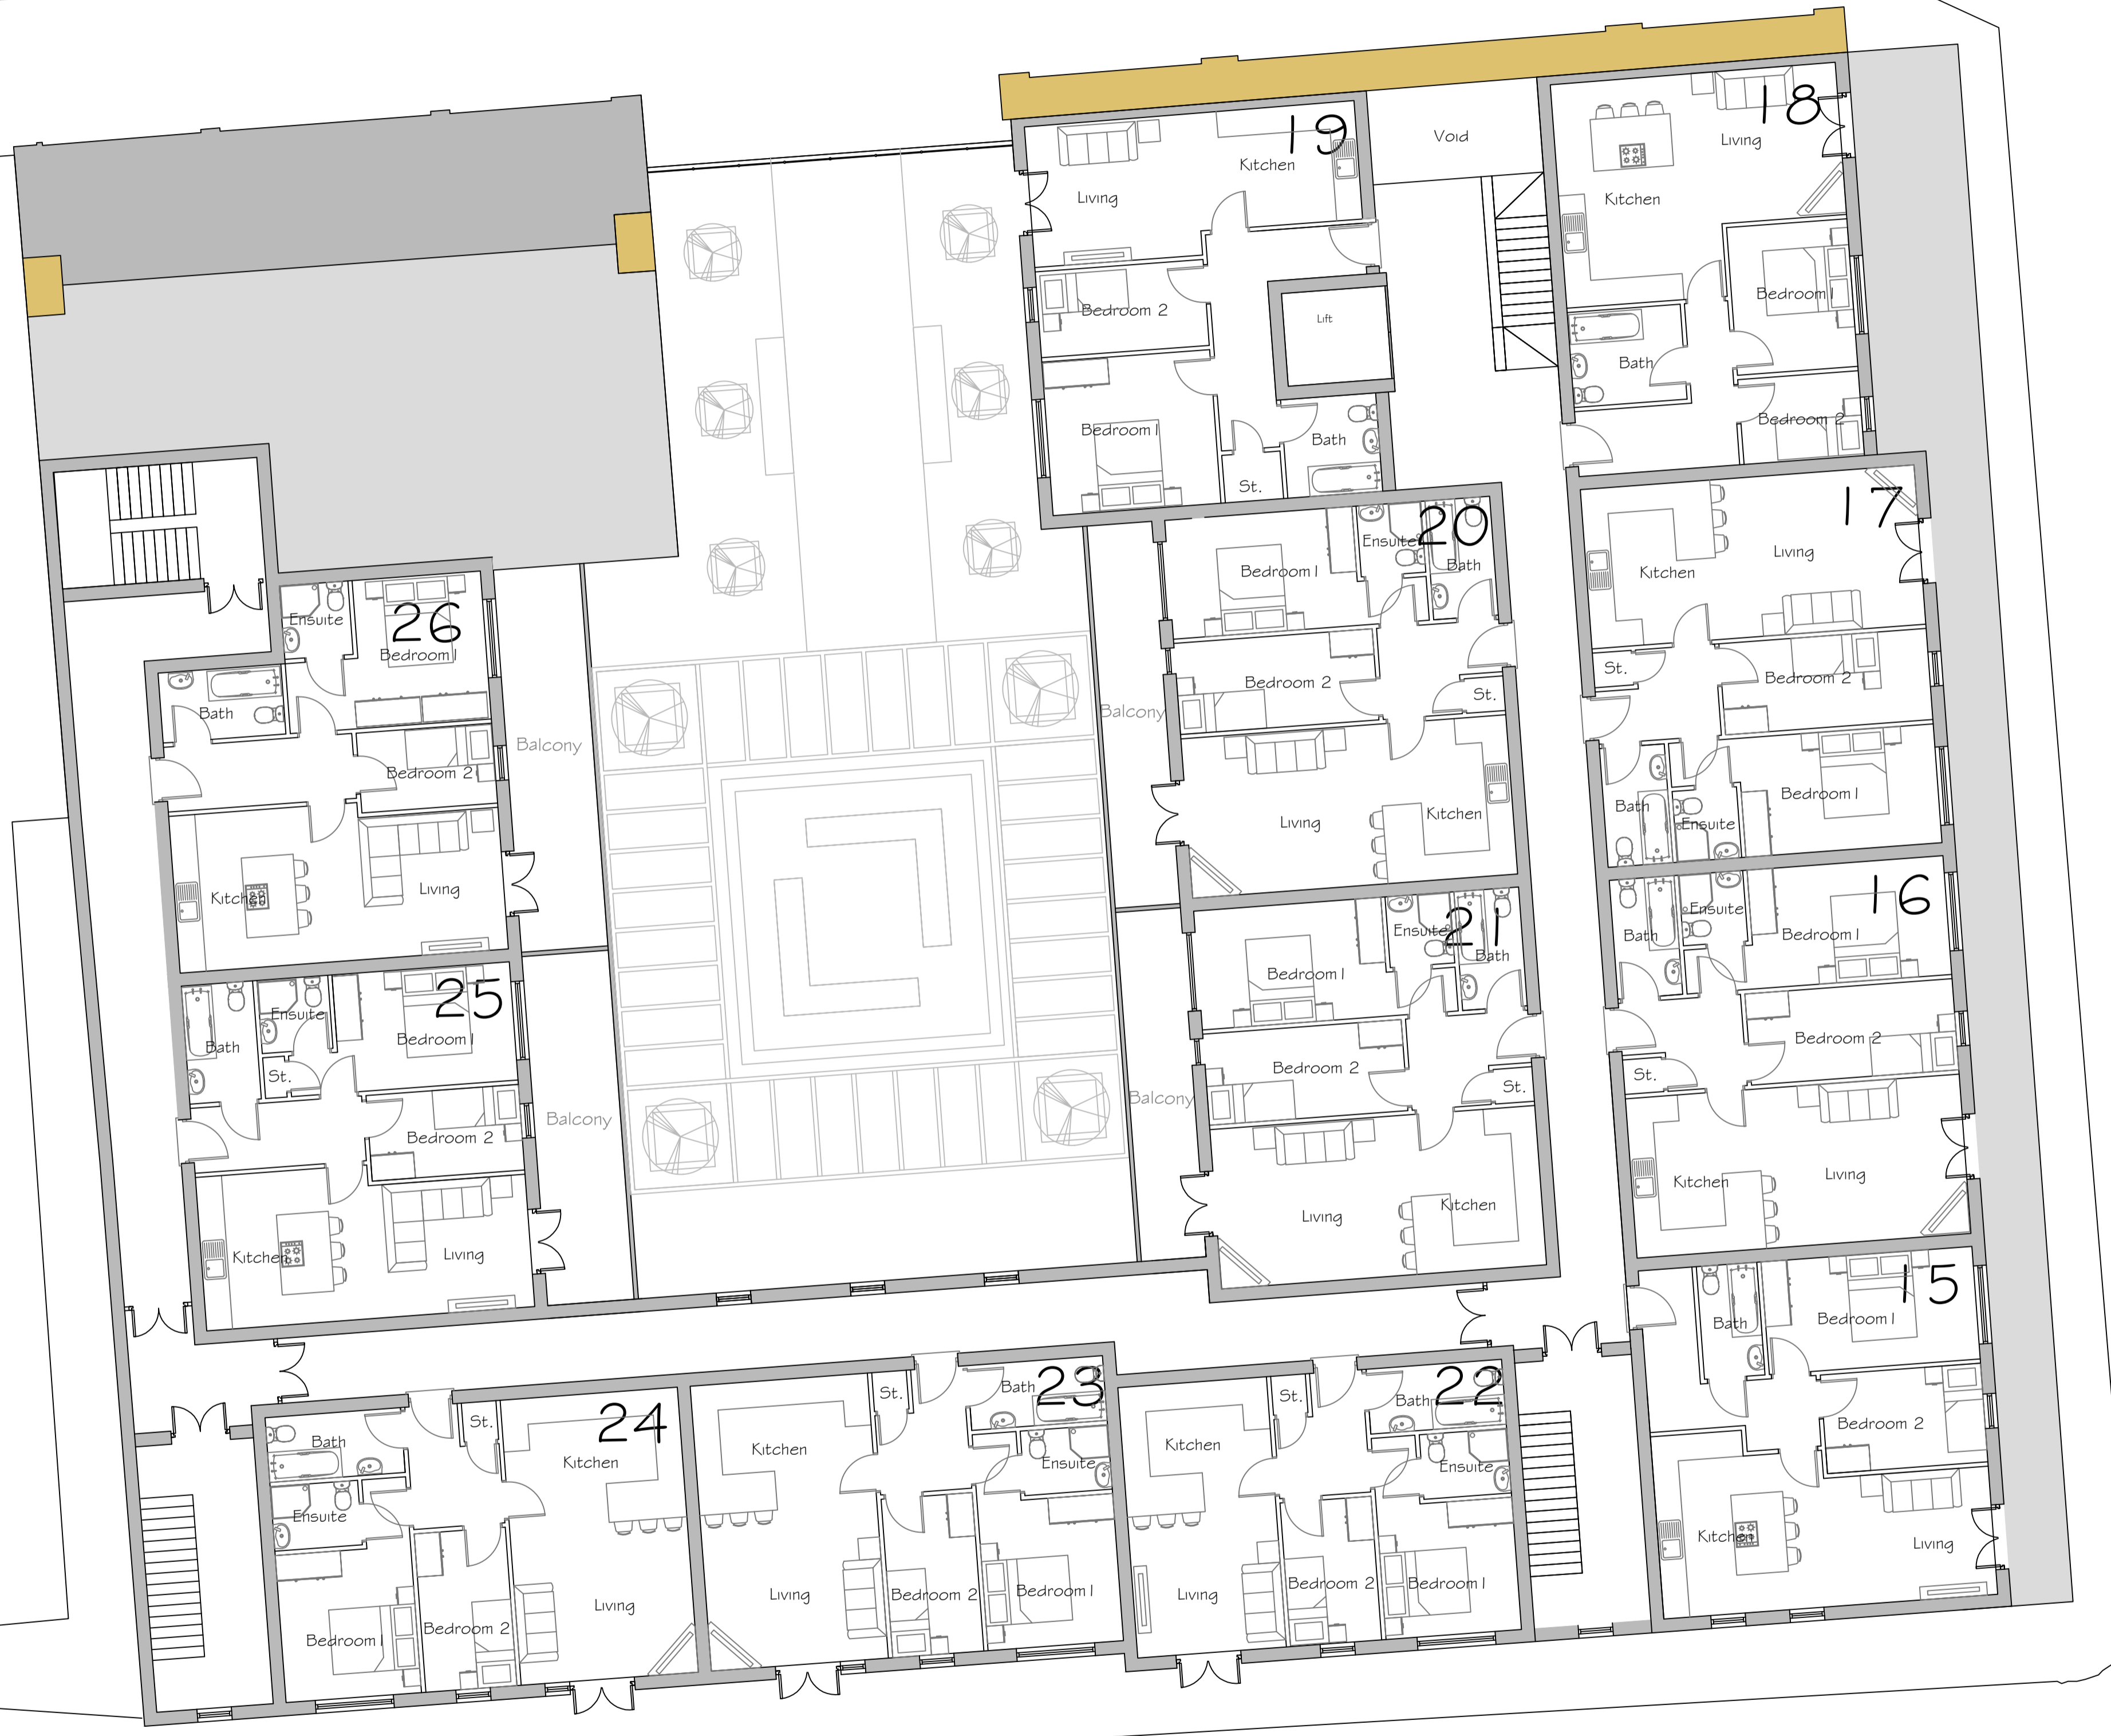 18
Living
Kitchen
Bedroom 1
Bath
Bedroom 2
Void
19
Kitchen
Living
Bedroom 2
Lift
Bedroom 1
Bath
St.
17
Living
Kitchen
St.
Bedroom 2
Bedroom 1
Bath
Ensuite
20
Ensuite
Bath
Bedroom 1
Bedroom 2
St.
Balcony
Kitchen
Living
26
Ensuite
Bedroom 1
Bath
Balcony
Bedroom 2
Kitchen
Living
16
Ensuite
Bath
Bedroom 1
Bedroom 2
St.
Kitchen
Living
21
Ensuite
Bath
Bedroom 1
Bedroom 2
St.
Balcony
Kitchen
Living
25
Ensuite
Bath
Bedroom 1
St.
Balcony
Bedroom 2
Kitchen
Living
15
Bath
Bedroom 1
Bedroom 2
Kitchen
Living
24
Bath
St.
Kitchen
Ensuite
Living
Bedroom 2
Bedroom 1
23
St.
Bath
Kitchen
Ensuite
Living
Bedroom 2
Bedroom 1
22
St.
Bath
Kitchen
Ensuite
Living
Bedroom 2
Bedroom 1